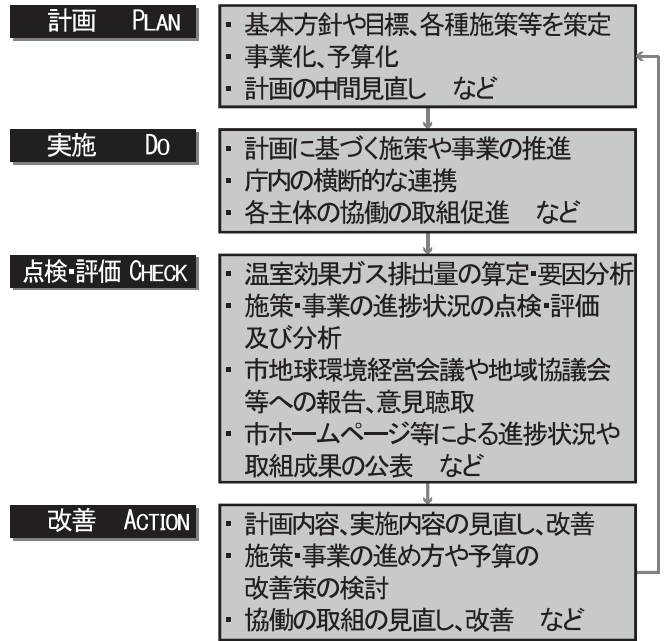 計画 PLAN
・ 基本方針や目標、各種施策等を策定
・ 事業化、予算化
・ 計画の中間見直し など
実施 DO
・ 計画に基づく施策や事業の推進
・ 庁内の横断的な連携
・ 各主体の協働の取組促進 など
点検・評価 CHECK
・ 温室効果ガス排出量の算定・要因分析
・ 施策・事業の進捗状況の点検・評価
及び分析
・ 市地球環境経営会議や地域協議会
等への報告、意見聴取
・ 市ホームページ等による進捗状況や
取組成果の公表 など
改善 ACTION
・ 計画内容、実施内容の見直し、改善
・ 施策・事業の進め方や予算の
改善策の検討
・ 協働の取組の見直し、改善 など